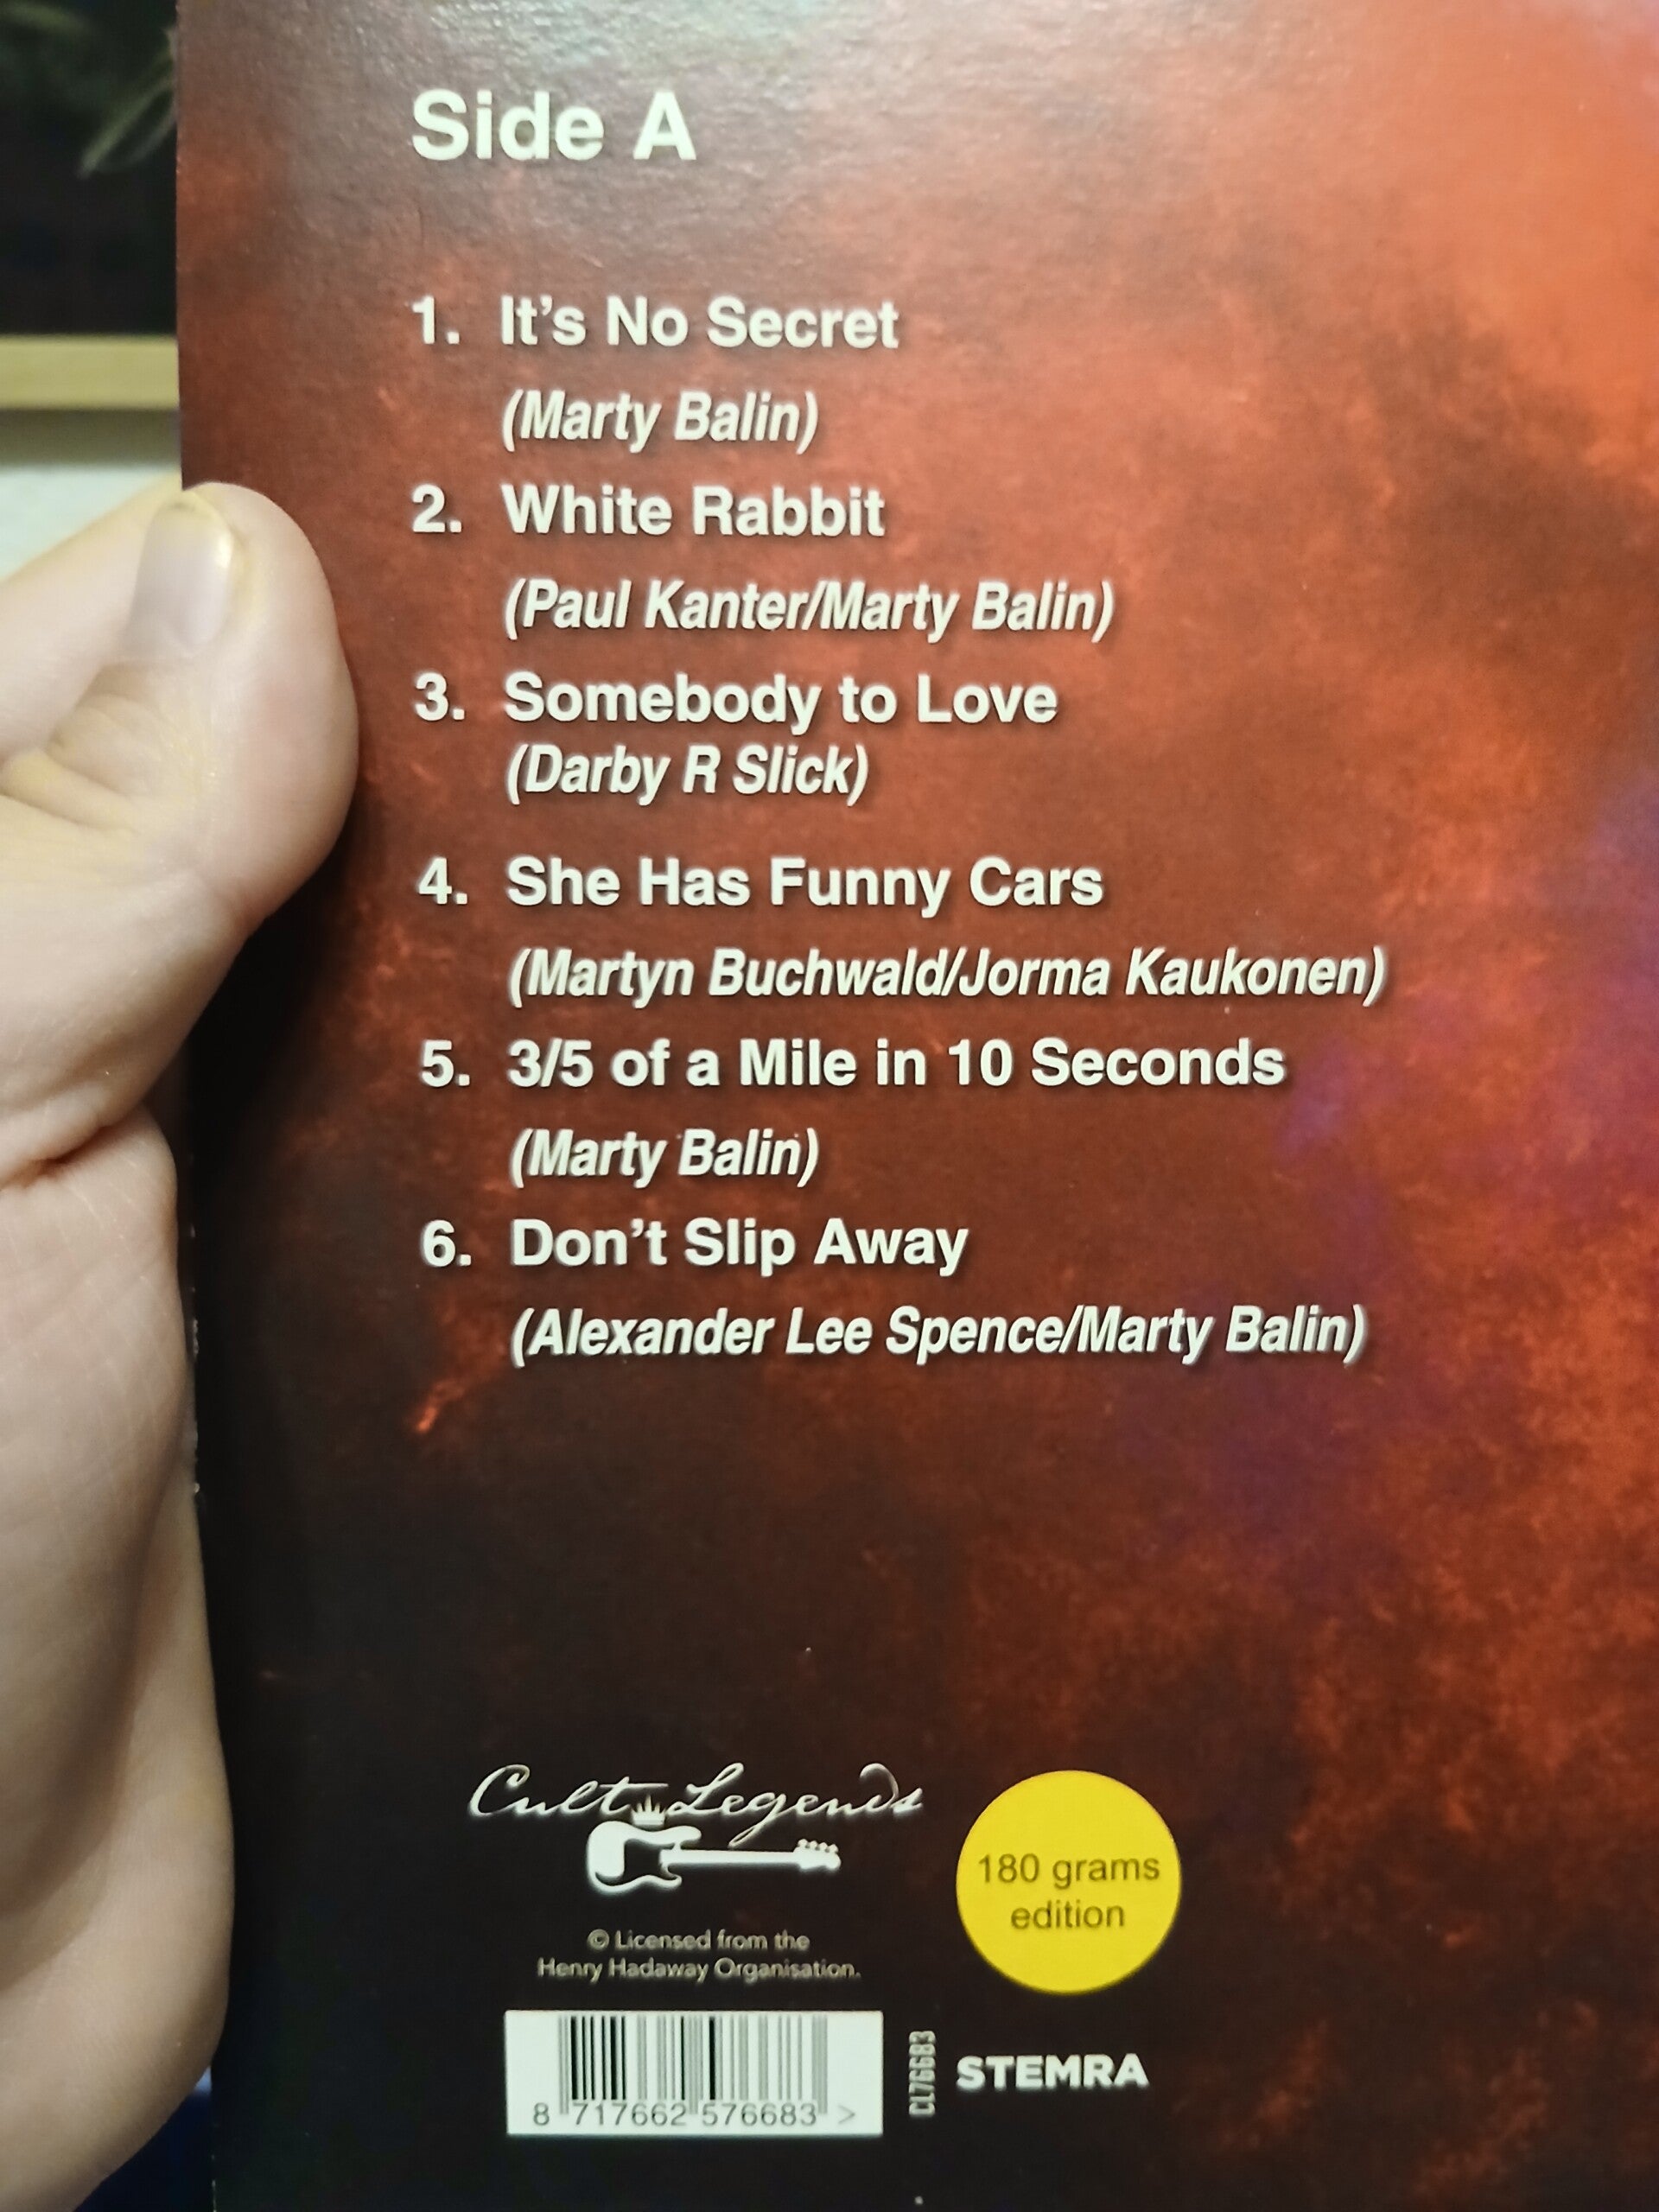 Side A
1. It's No Secret
(Marty Balin)
2. White Rabbit
(Paul Kanter/Marty Balin)
3. Somebody to Love
(Darby R Slick)
4. She Has Funny Cars
(Martyn Buchwald/Jorma Kaukonen)
5. 3/5 of a Mile in 10 Seconds
(Marty Balin)
6. Don't Slip Away
(Alexander Lee Spence/Marty Balin)
Cult Legends
180 grams
edition
© Licensed from the
Henry Hadaway Organisation.
8 717662 576683 >
CL76683
STEMRA